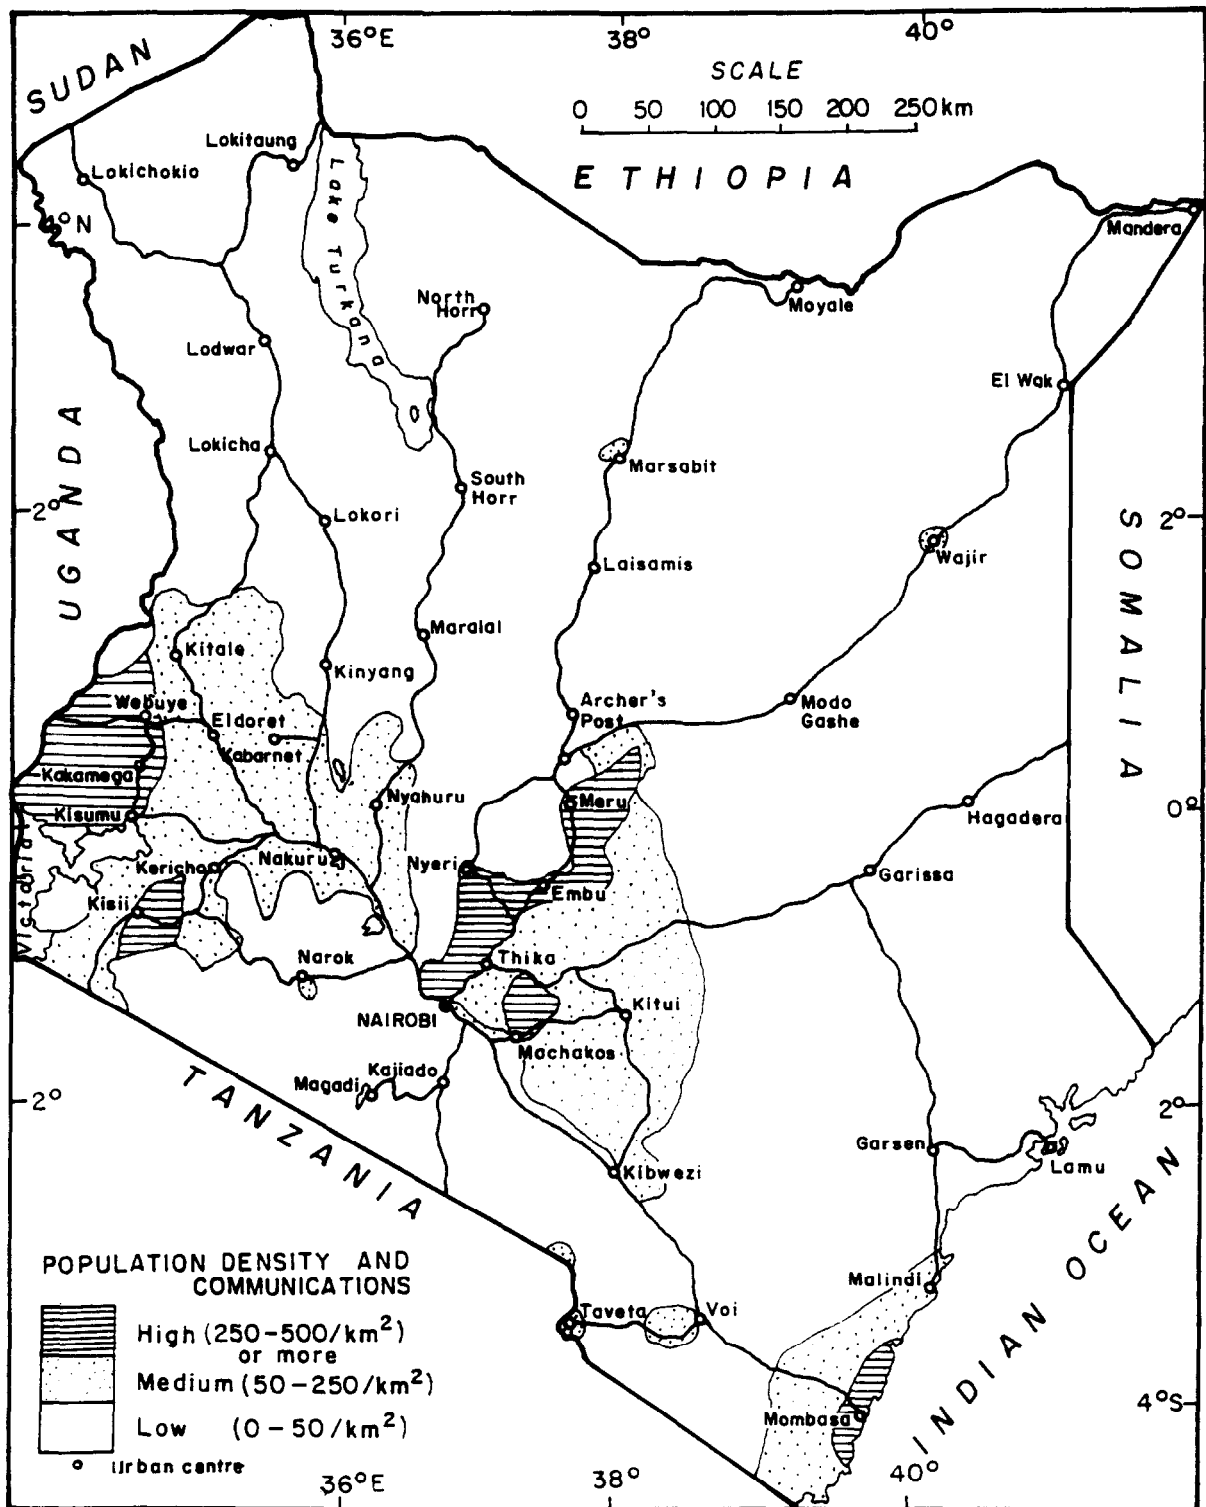 36°E
38°
40°
SUDAN
SCALE
0 50 100 150 200 250 km
Lokitaung
Lokichokio
ETHIOPIA
Lake Turkana
4°N
Mandera
North
Horr
Moyale
Lodwar
El Wak
UGANDA
Lokicha
Marsabit
South
Horr
2°
Lokori
2°
SOMALIA
Wajir
Laisamis
Maralal
Kitale
Kinyang
Webuye
Archer's
Post
Modo
Gashe
Eldoret
Kabarnet
Kakamega
Nyahuru
Meru
0°
Kisumu
Hagadera
Kericho
Nakuru
Nyeri
Garissa
Embu
Kisii
Victoria
Narok
Thika
NAIROBI
Kitui
Machakos
Kajiado
Magadi
TANZANIA
2°
2°
Garsen
Lamu
Kibwezi
INDIAN OCEAN
POPULATION DENSITY AND
COMMUNICATIONS
Malindi
Taveta
Voi
High (250-500/km²)
or more
Medium (50-250/km²)
Low (0-50/km²)
Mombasa
4°S
Urban centre
36°E
38°
40°